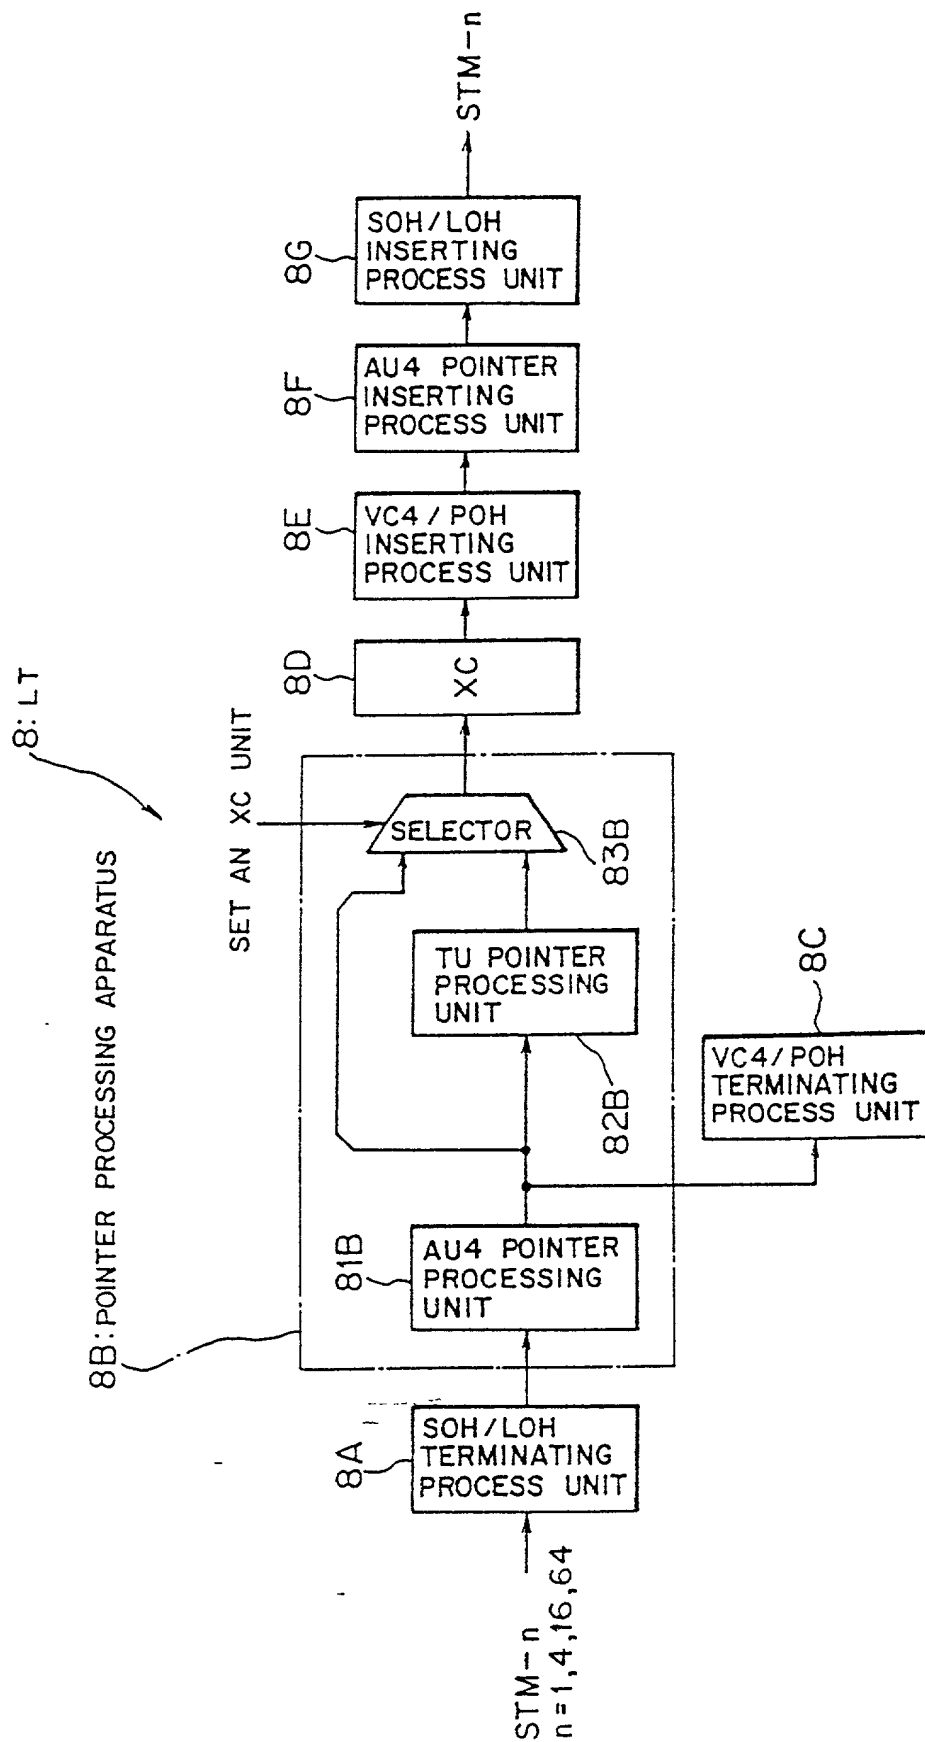 8: LT
8B: POINTER PROCESSING APPARATUS
SET AN XC UNIT
STM-n
n=1,4,16,64
8A
SOH/LOH
TERMINATING
PROCESS UNIT
81B
AU4 POINTER
PROCESSING
UNIT
82B
TU POINTER
PROCESSING
UNIT
83B
SELECTOR
8C
VC4/POH
TERMINATING
PROCESS UNIT
8D
XC
8E
VC4/POH
INSERTING
PROCESS UNIT
8F
AU4 POINTER
INSERTING
PROCESS UNIT
8G
SOH/LOH
INSERTING
PROCESS UNIT
STM-n